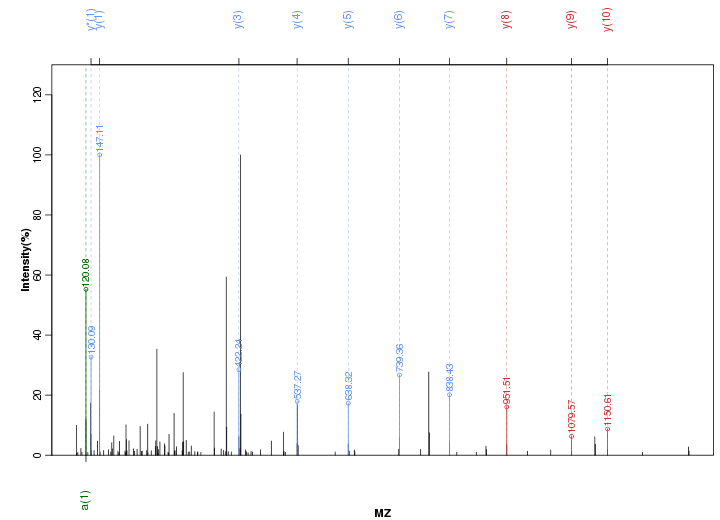 y*(1)
y(1)
y(3)
y(4)
y(5)
y(6)
y(7)
y(8)
y(9)
y(10)
120
100
80
60
40
20
0
Intensity(%)
120.08
130.09
147.11
422.24
537.27
638.32
739.36
838.43
951.51
1079.57
1150.61
a(1)
MZ